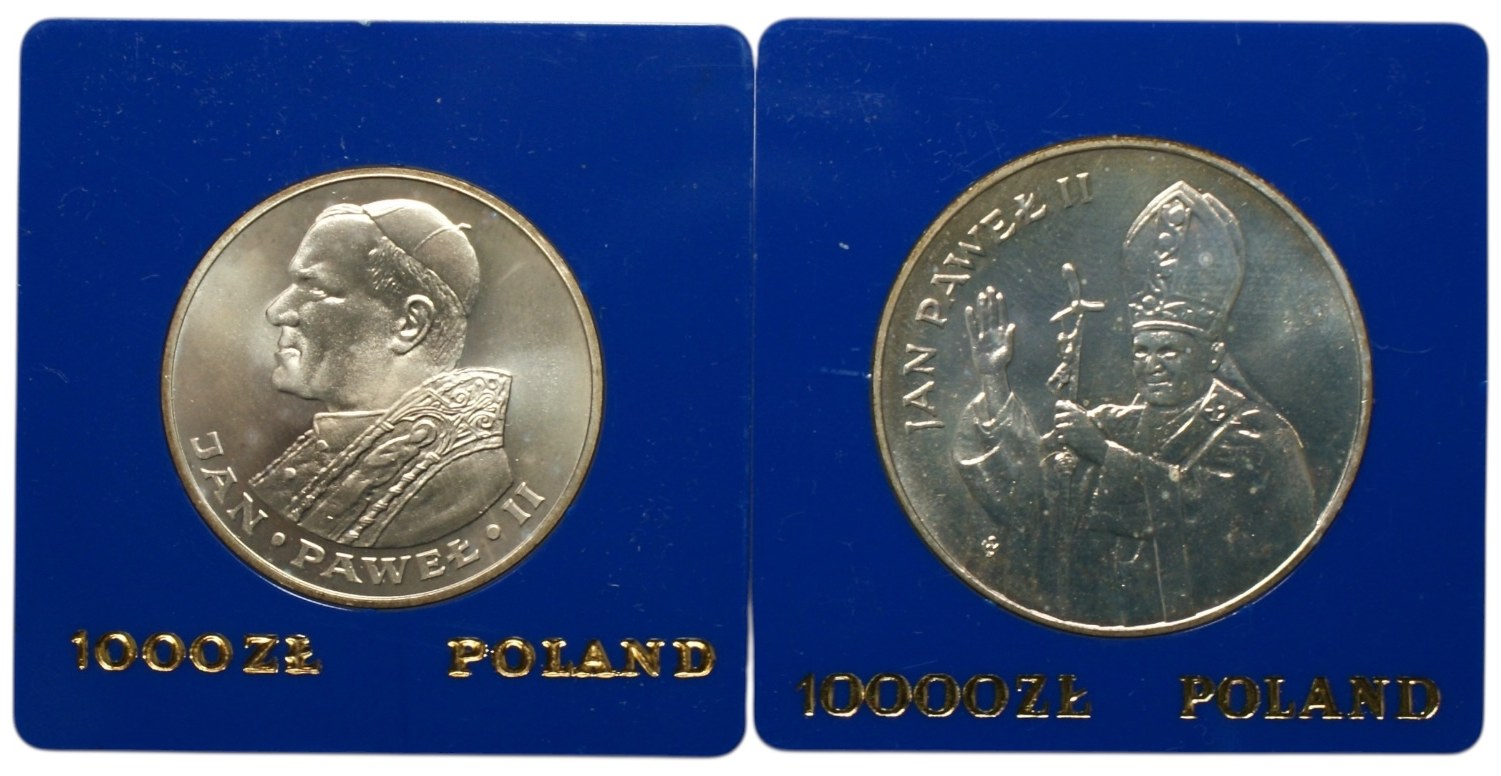 JAN · PAWEŁ · II
1000 ZŁ POLAND
JAN PAWEŁ II
10000 ZŁ POLAND